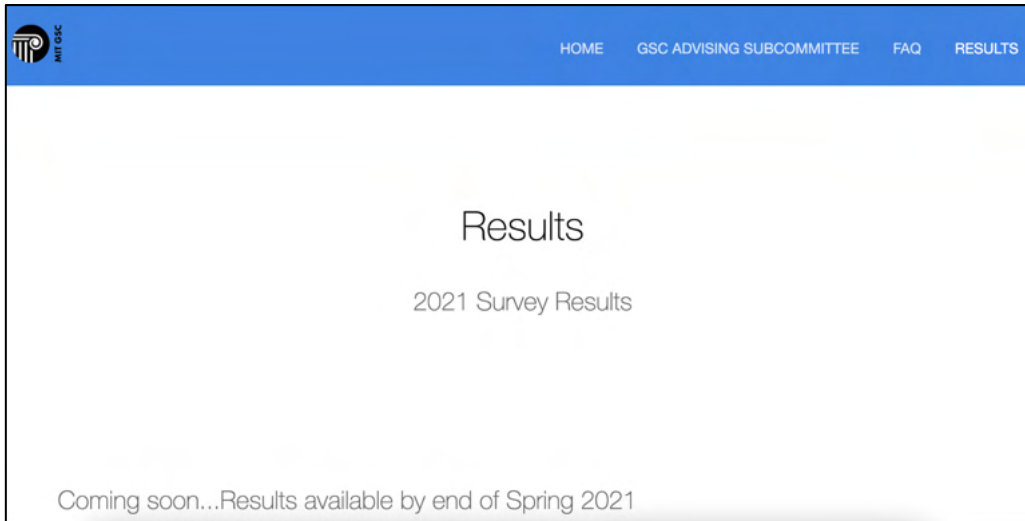 MIT GSC
HOME GSC ADVISING SUBCOMMITTEE FAQ RESULTS
Results
2021 Survey Results
Coming soon...Results available by end of Spring 2021